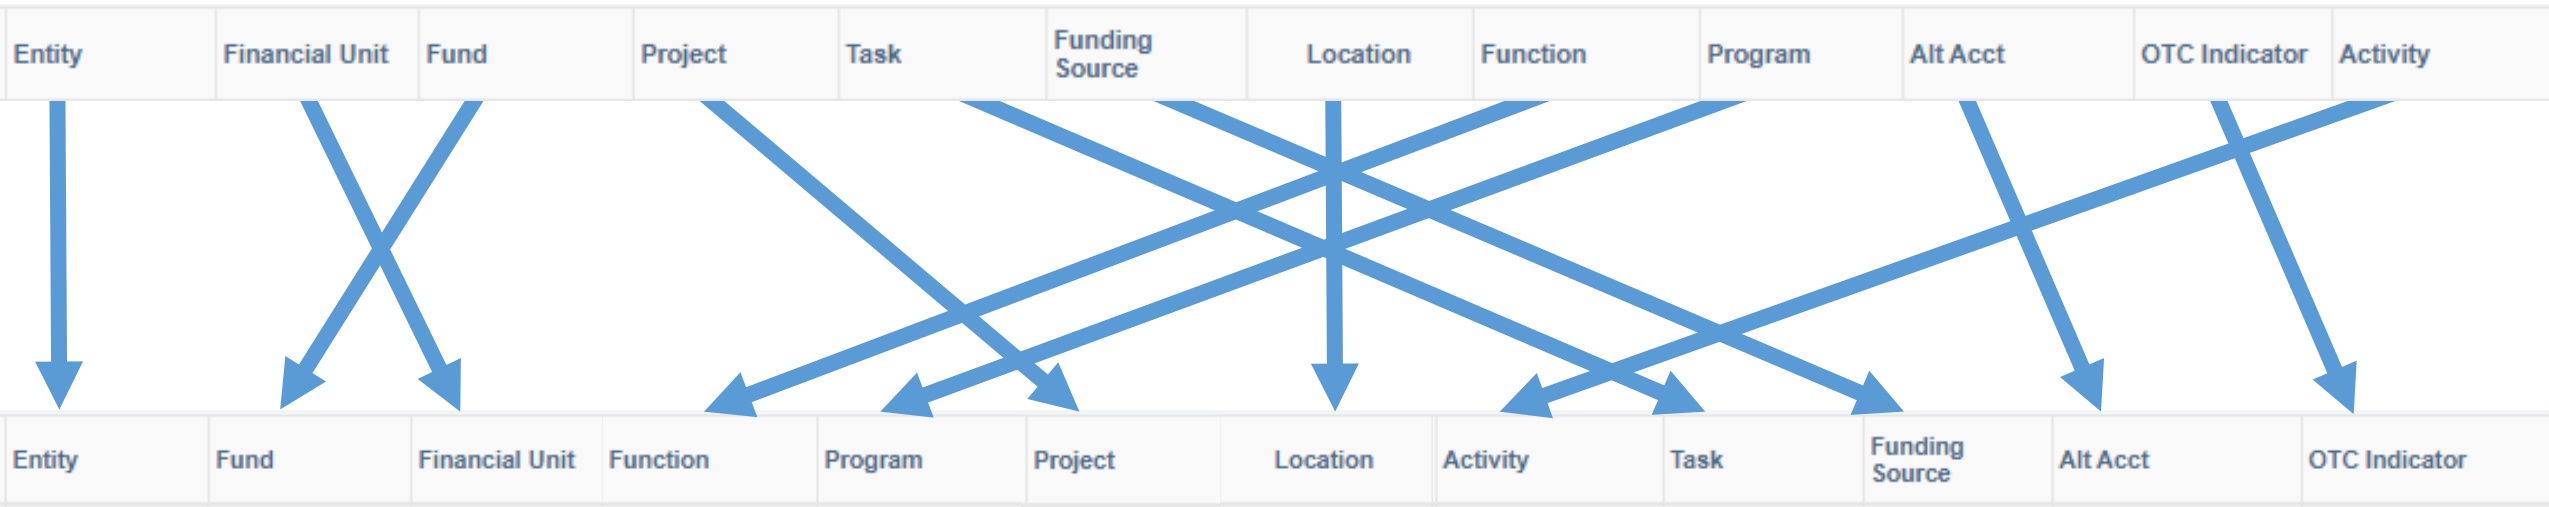 Entity Financial Unit Fund Project Task Funding Source Location Function Program Alt Acct OTC Indicator Activity
Entity Fund Financial Unit Function Program Project Location Activity Task Funding Source Alt Acct OTC Indicator